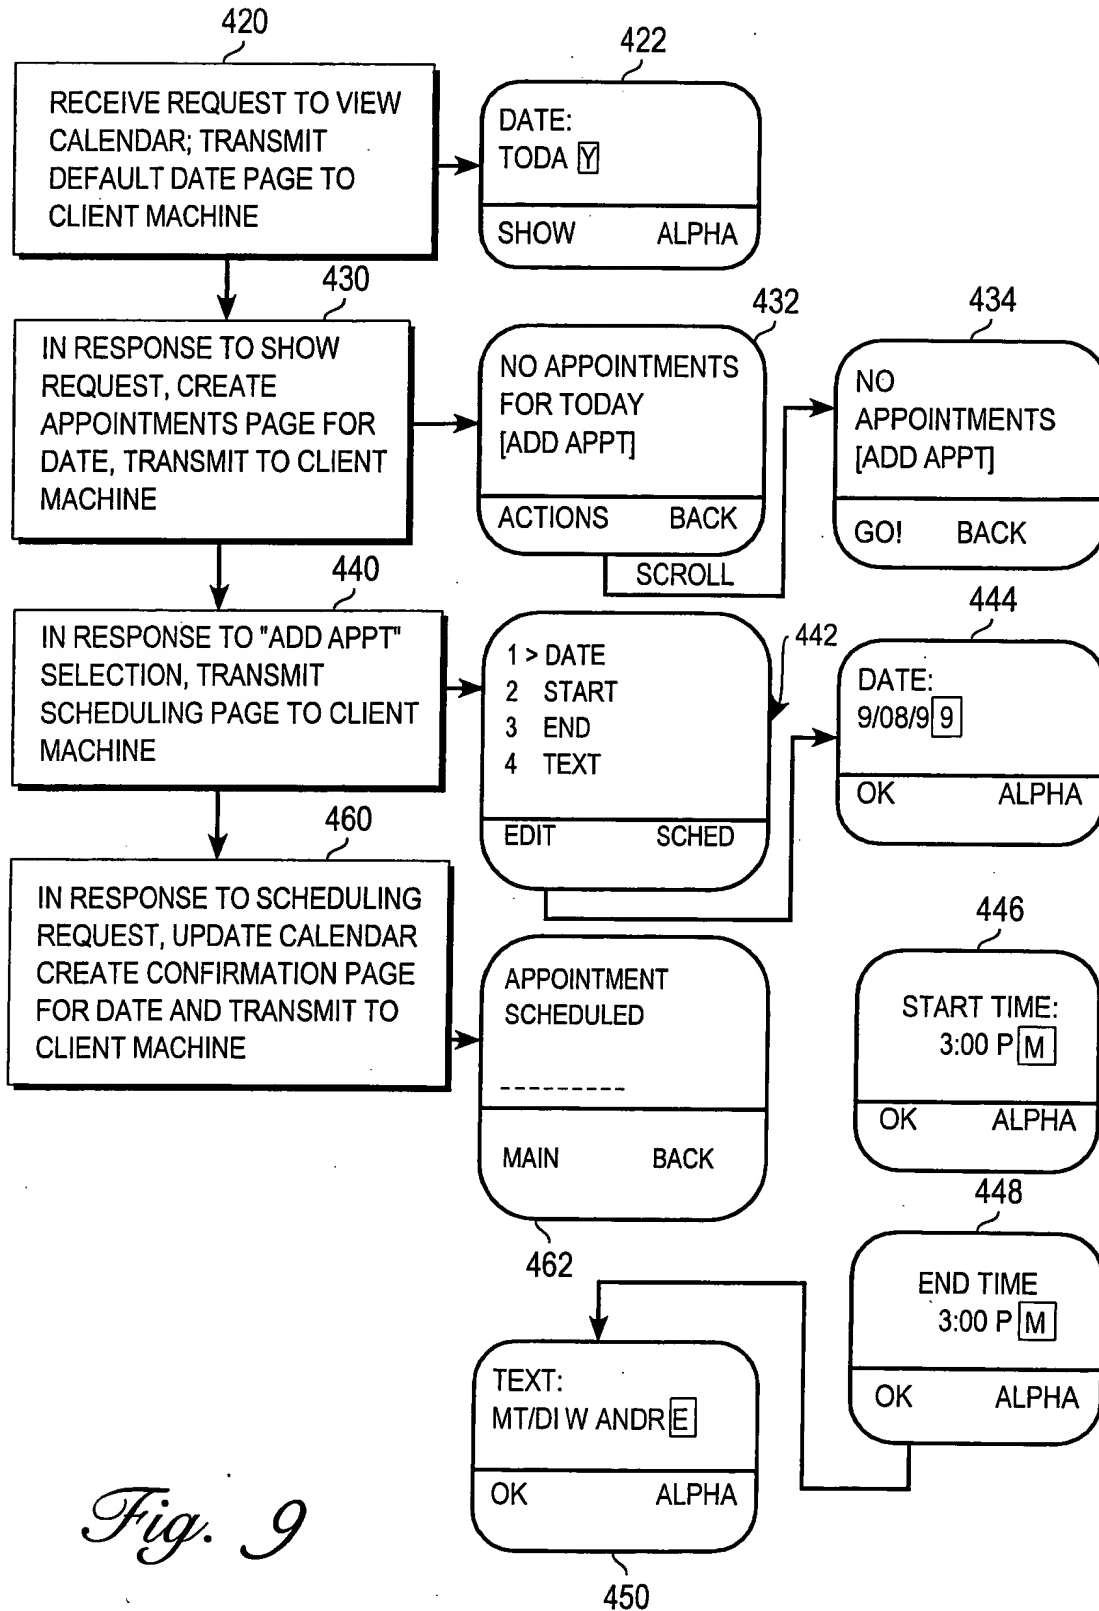 420
RECEIVE REQUEST TO VIEW
CALENDAR; TRANSMIT
DEFAULT DATE PAGE TO
CLIENT MACHINE
422
DATE:
TODA Y
SHOW ALPHA
430
IN RESPONSE TO SHOW
REQUEST, CREATE
APPOINTMENTS PAGE FOR
DATE, TRANSMIT TO CLIENT
MACHINE
432
NO APPOINTMENTS
FOR TODAY
[ADD APPT]
ACTIONS BACK
SCROLL
434
NO
APPOINTMENTS
[ADD APPT]
GO! BACK
440
IN RESPONSE TO "ADD APPT"
SELECTION, TRANSMIT
SCHEDULING PAGE TO CLIENT
MACHINE
1 > DATE
2 START
3 END
4 TEXT
EDIT SCHED
442
444
DATE:
9/08/9 9
OK ALPHA
460
IN RESPONSE TO SCHEDULING
REQUEST, UPDATE CALENDAR
CREATE CONFIRMATION PAGE
FOR DATE AND TRANSMIT TO
CLIENT MACHINE
APPOINTMENT
SCHEDULED
---------
MAIN BACK
462
446
START TIME:
3:00 P M
OK ALPHA
448
END TIME
3:00 P M
OK ALPHA
TEXT:
MT/DI W ANDR E
OK ALPHA
450
Fig. 9